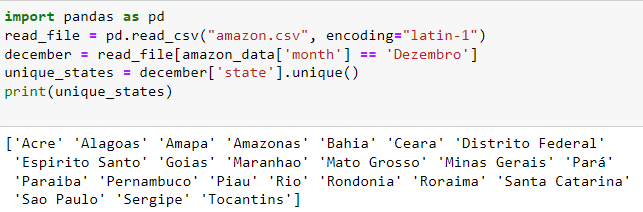 import pandas as pd
read_file = pd.read_csv("amazon.csv", encoding="latin-1")
december = read_file[amazon_data['month'] == 'Dezembro']
unique_states = december['state'].unique()
print(unique_states)
['Acre' 'Alagoas' 'Amapa' 'Amazonas' 'Bahia' 'Ceara' 'Distrito Federal'
'Espirito Santo' 'Goias' 'Maranhao' 'Mato Grosso' 'Minas Gerais' 'Pará'
'Paraiba' 'Pernambuco' 'Piau' 'Rio' 'Rondonia' 'Roraima' 'Santa Catarina'
'Sao Paulo' 'Sergipe' 'Tocantins']